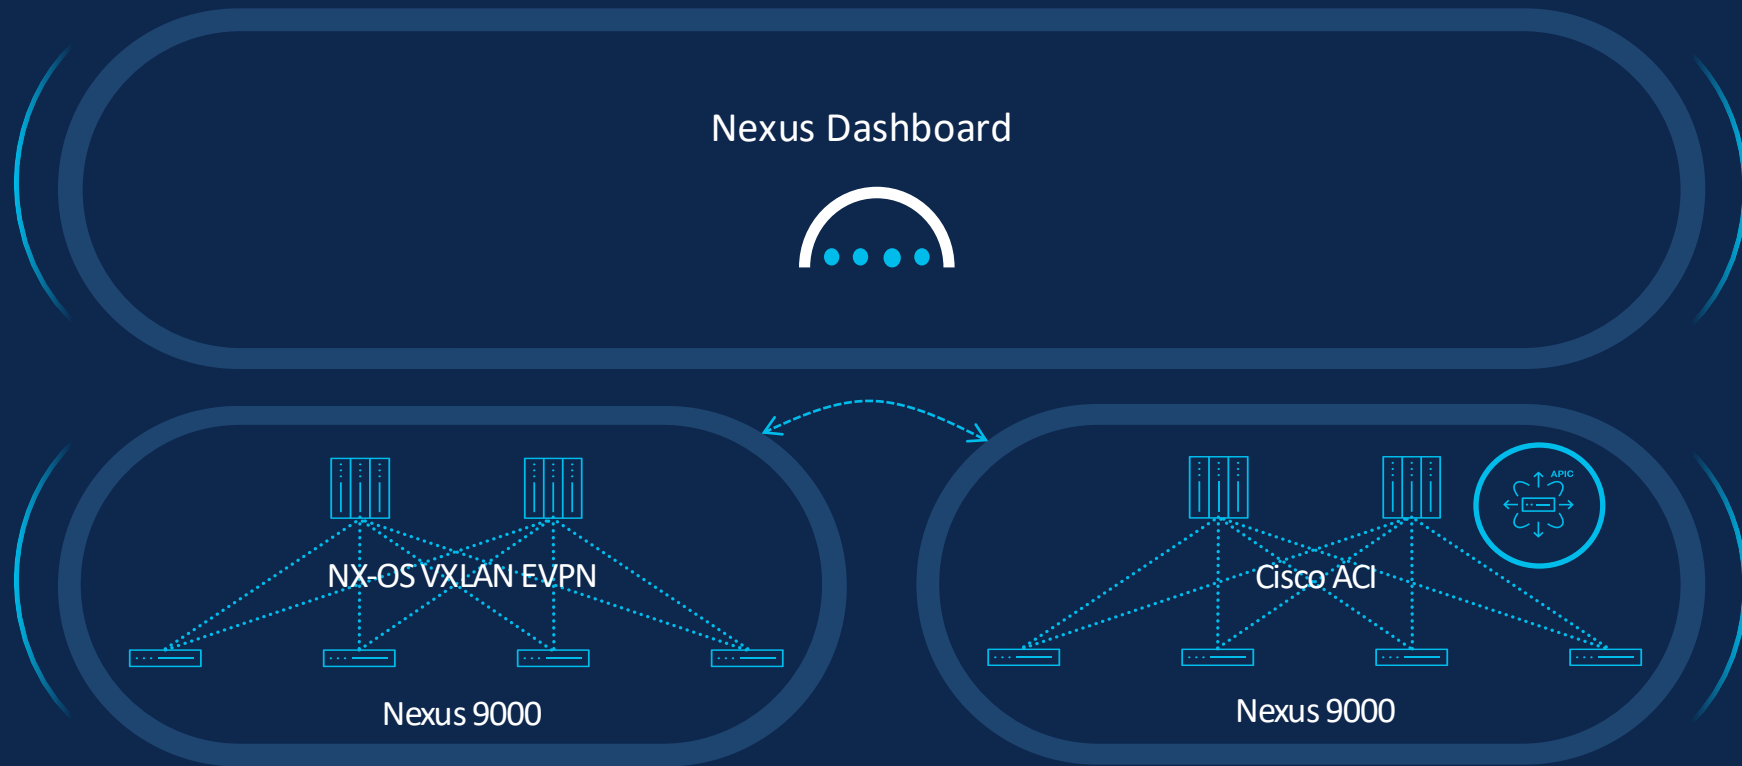 Nexus Dashboard
APIC
NX-OS VXLAN EVPN
Cisco ACI
Nexus 9000
Nexus 9000